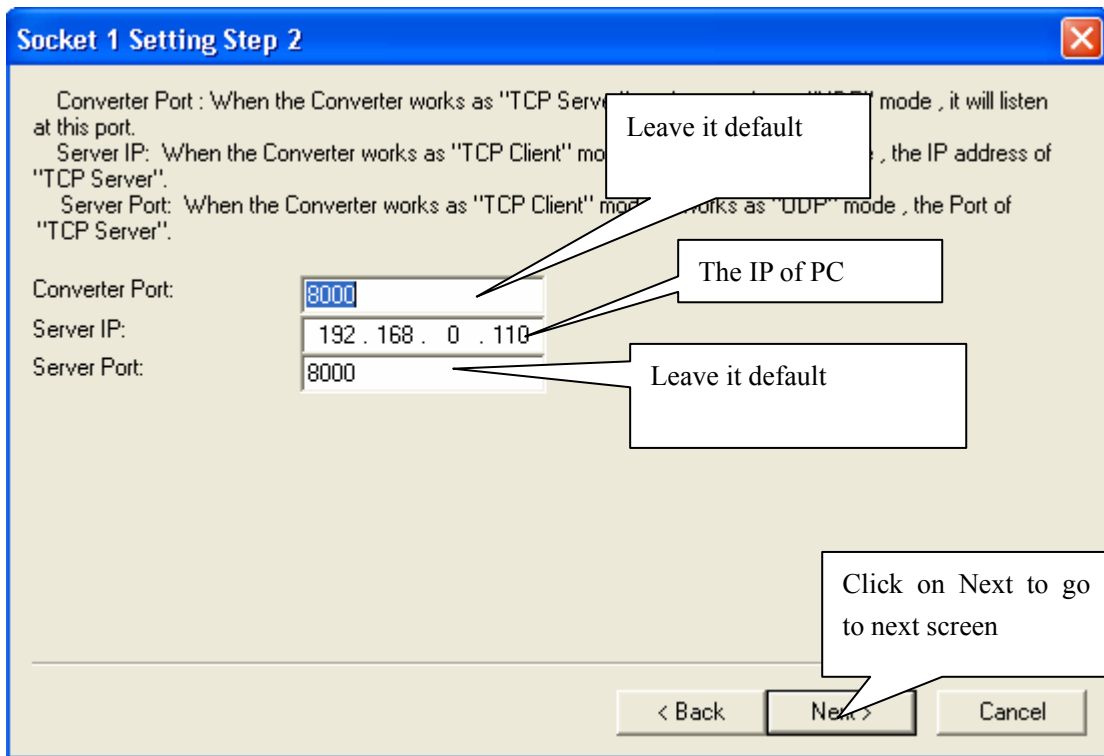 Socket 1 Setting Step 2
Converter Port : When the Converter works as "TCP Serve mode , it will listen
at this port.
Server IP: When the Converter works as "TCP Client" mo , the IP address of
"TCP Server".
Server Port: When the Converter works as "TCP Client" mod works as "UDP" mode , the Port of
"TCP Server".
Leave it default
Converter Port:
8000
The IP of PC
Server IP:
192 . 168 . 0 . 110
Server Port:
8000
Leave it default
Click on Next to go
to next screen
< Back
Next >
Cancel